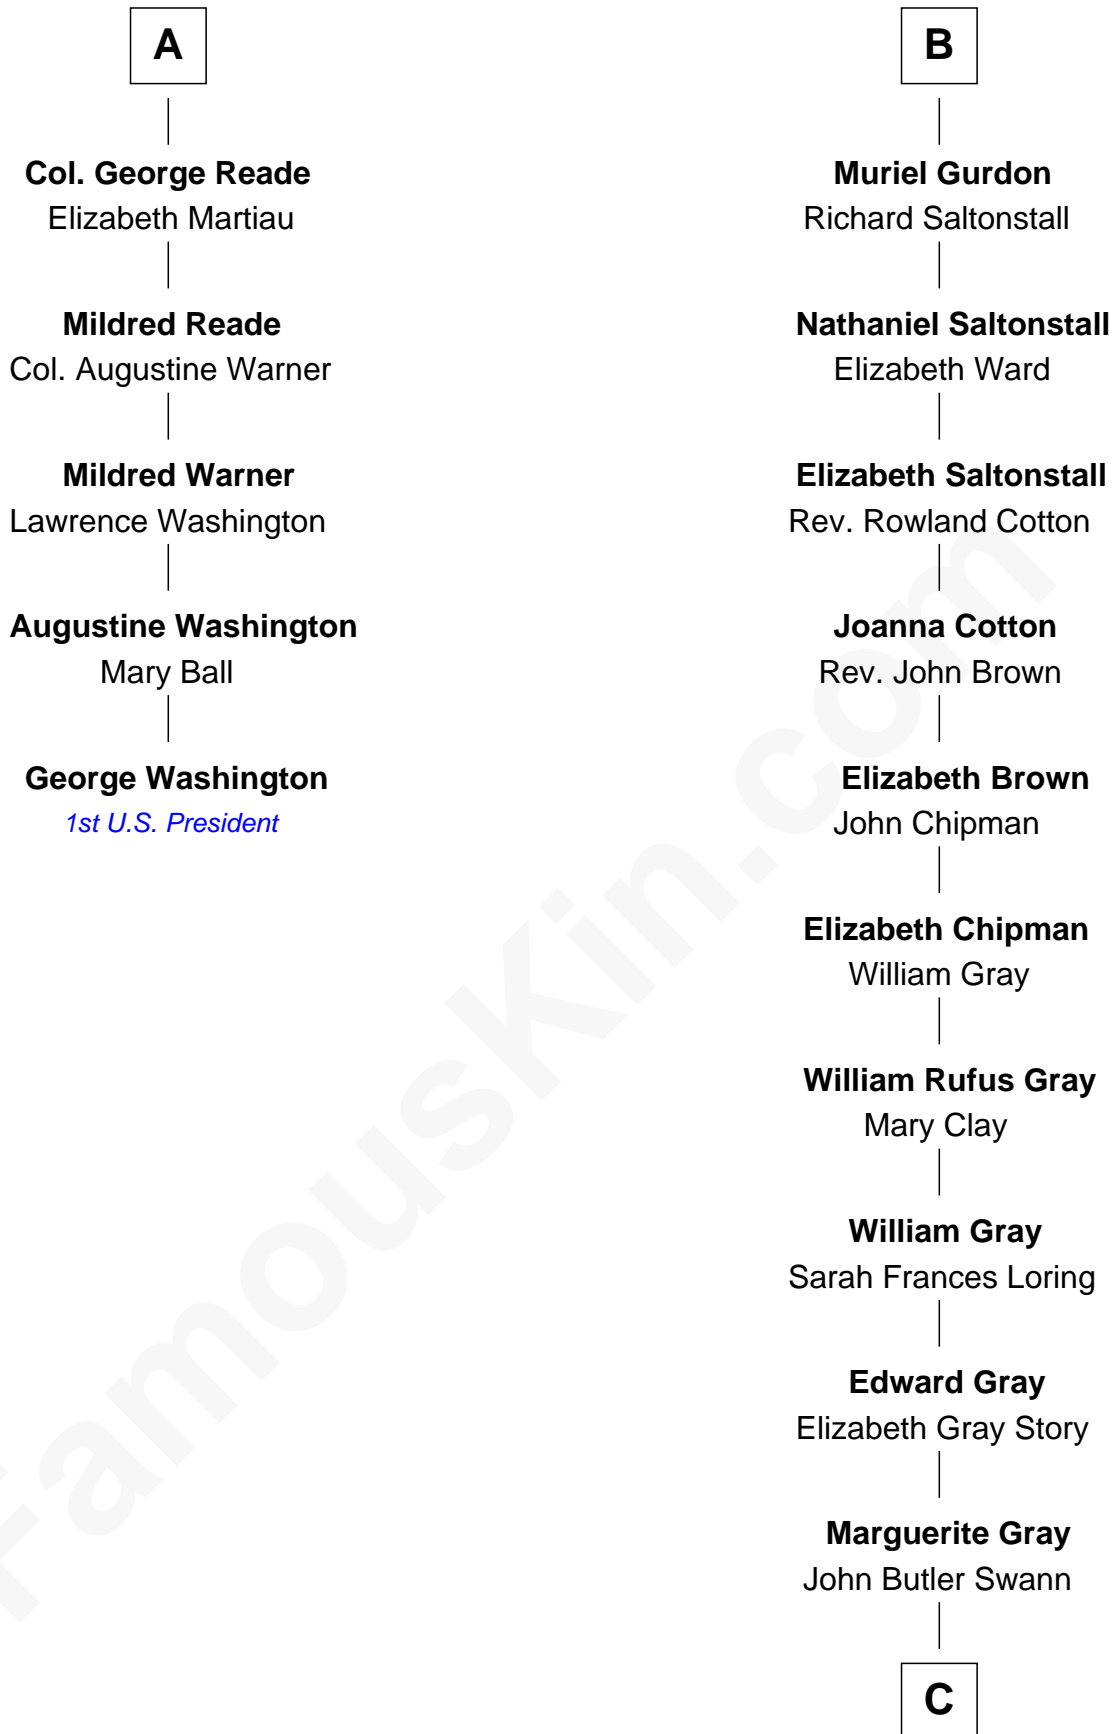 A
Col. George Reade
Elizabeth Martiau
Mildred Reade
Col. Augustine Warner
Mildred Warner
Lawrence Washington
Augustine Washington
Mary Ball
George Washington
1st U.S. President
B
Muriel Gurdon
Richard Saltonstall
Nathaniel Saltonstall
Elizabeth Ward
Elizabeth Saltonstall
Rev. Rowland Cotton
Joanna Cotton
Rev. John Brown
Elizabeth Brown
John Chipman
Elizabeth Chipman
William Gray
William Rufus Gray
Mary Clay
William Gray
Sarah Frances Loring
Edward Gray
Elizabeth Gray Story
Marguerite Gray
John Butler Swann
C
FamousKin.com